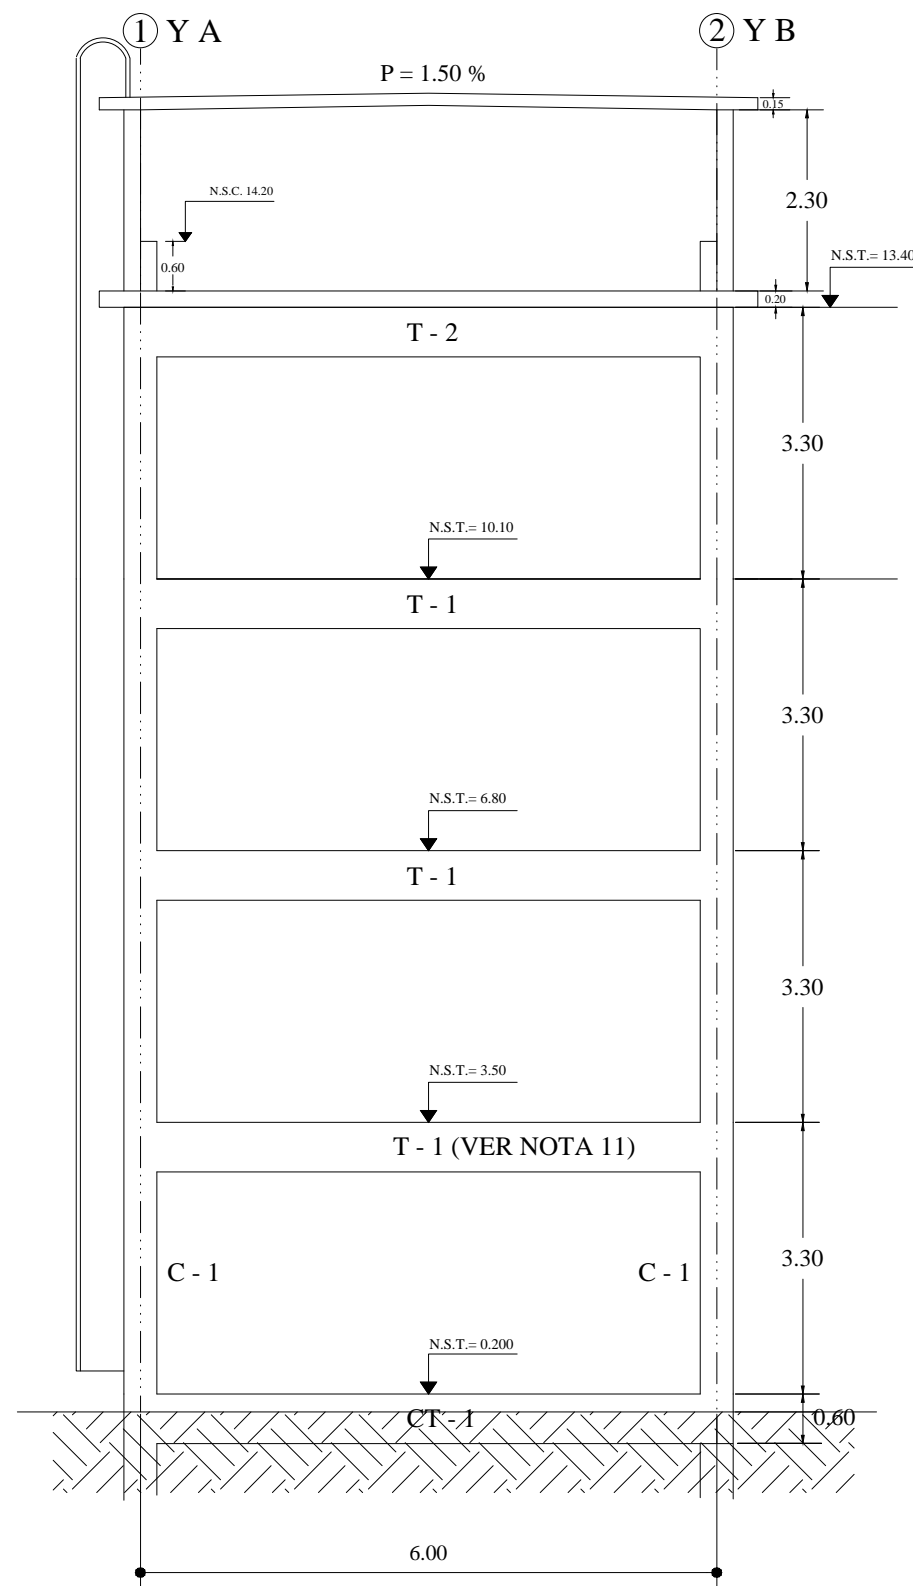 1 Y A
2 Y B
P = 1.50 %
0.15
N.S.C. 14.20
2.30
0.60
N.S.T.= 13.40
0.20
T - 2
3.30
N.S.T.= 10.10
T - 1
3.30
N.S.T.= 6.80
T - 1
3.30
N.S.T.= 3.50
T - 1 (VER NOTA 11)
C - 1
C - 1
3.30
N.S.T.= 0.200
CT - 1
0.60
6.00